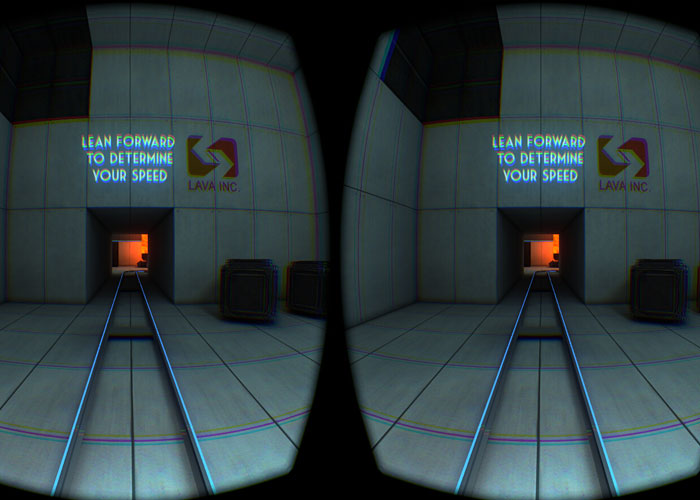 LEAN FORWARD
TO DETERMINE
YOUR SPEED
LAVA INC.
LEAN FORWARD
TO DETERMINE
YOUR SPEED
LAVA INC.